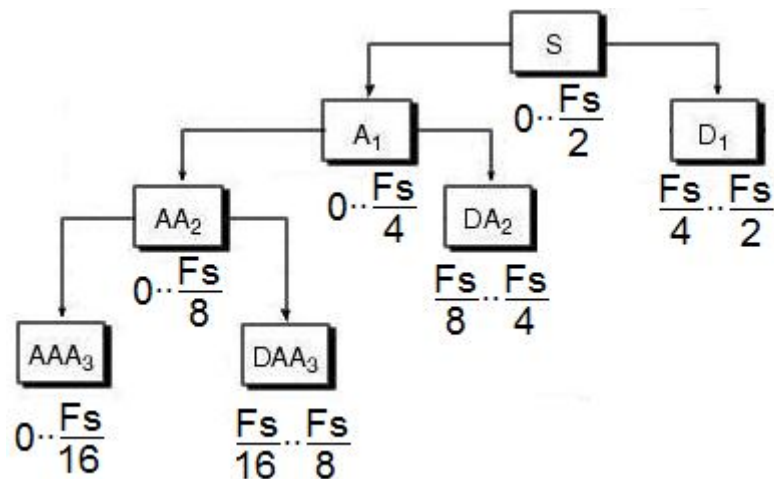 S
0..Fs/2
A₁
D₁
0..Fs/4
Fs/4..Fs/2
AA₂
DA₂
0..Fs/8
Fs/8..Fs/4
AAA₃
DAA₃
0..Fs/16
Fs/16..Fs/8